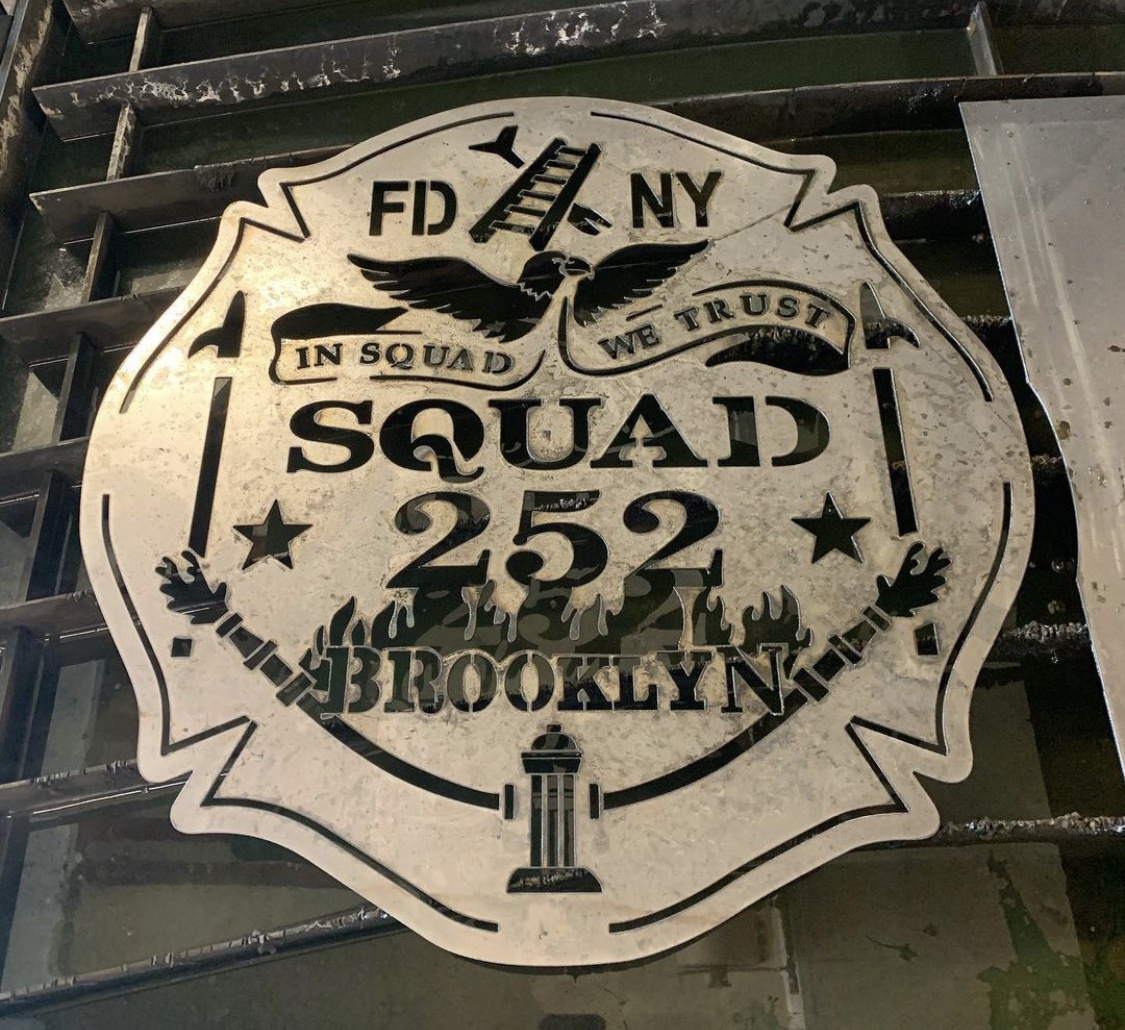 FD NY
IN SQUAD WE TRUST
SQUAD
252
BROOKLYN